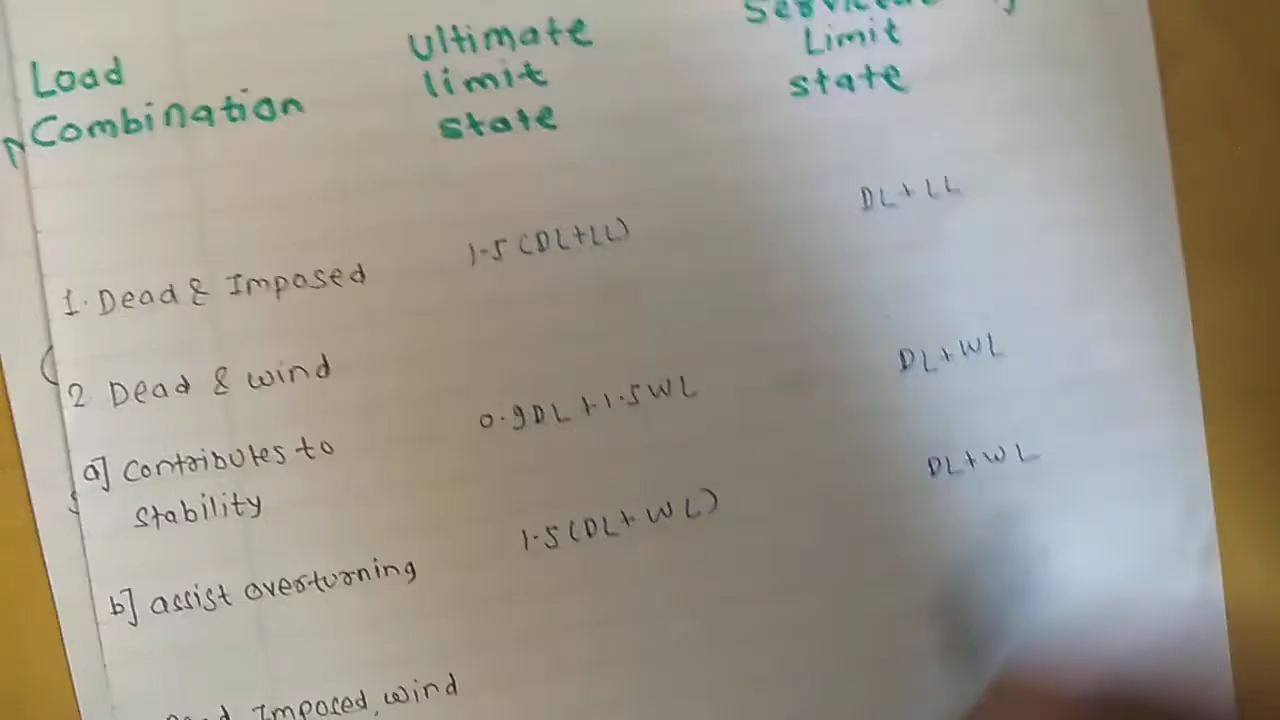 Load
Combination
Ultimate
limit
state
Limit
state
1. Dead & Imposed
1.5 (DL+LL)
DL + LL
2 Dead & wind
a] contributes to
stability
0.9DL + 1.5WL
DL+WL
b] assist overturning
1.5 (DL+ WL)
DL+WL
Imposed, wind